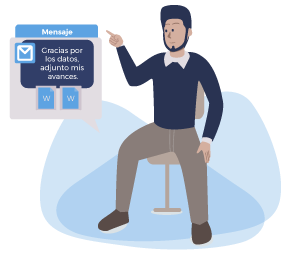 Mensaje
Gracias por
los datos,
adjunto mis
avances.
W W